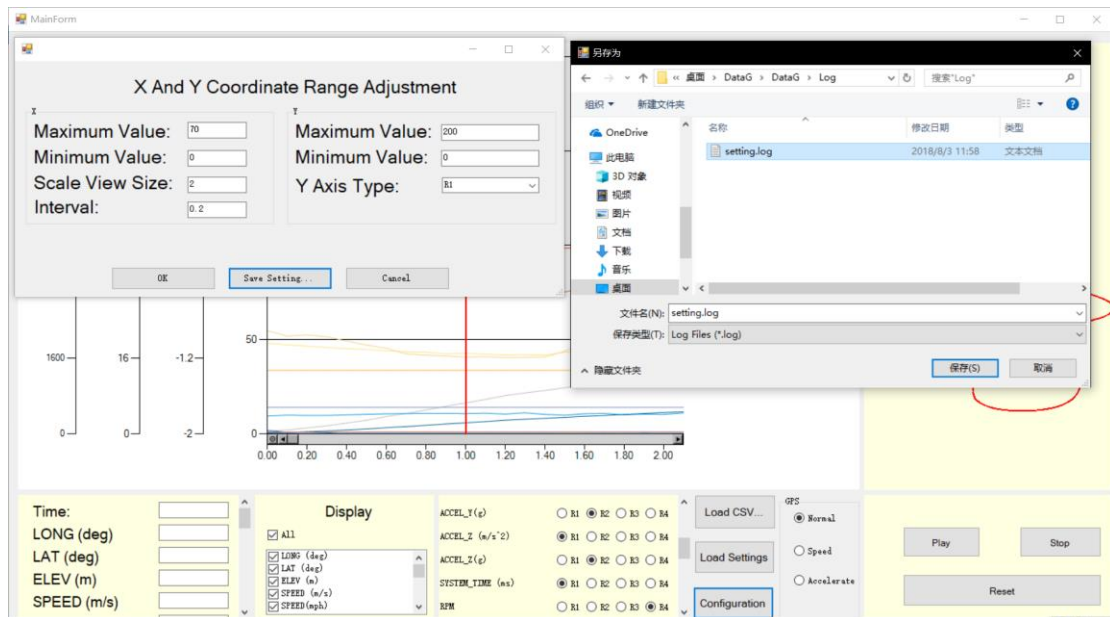 MainForm
X And Y Coordinate Range Adjustment
X
Maximum Value: 70
Minimum Value: 0
Scale View Size: 2
Interval: 0.2
Y
Maximum Value: 200
Minimum Value: 0
Y Axis Type: R1
OK
Save Setting...
Cancel
另存为
« 桌面 > DataG > DataG > Log
搜索"Log"
组织
新建文件夹
名称
修改日期
类型
OneDrive
此电脑
3D 对象
视频
图片
文档
下载
音乐
桌面
setting.log 2018/8/3 11:58 文本文档
文件名(N): setting.log
保存类型(T): Log Files (*.log)
隐藏文件夹
保存(S)
取消
1600
0
16
0
-1.2
-2
50
0
0.00 0.20 0.40 0.60 0.80 1.00 1.20 1.40 1.60 1.80 2.00
Time:
LONG (deg)
LAT (deg)
ELEV (m)
SPEED (m/s)
Display
All
LONG (deg)
LAT (deg)
ELEV (m)
SPEED (m/s)
SPEED(mph)
ACCEL_Y(g) R1 R2 R3 R4
ACCEL_Z (m/s^2) R1 R2 R3 R4
ACCEL_Z(g) R1 R2 R3 R4
SYSTEM_TIME (ms) R1 R2 R3 R4
RPM R1 R2 R3 R4
Load CSV...
Load Settings
Configuration
GPS
Normal
Speed
Accelerate
Play
Stop
Reset